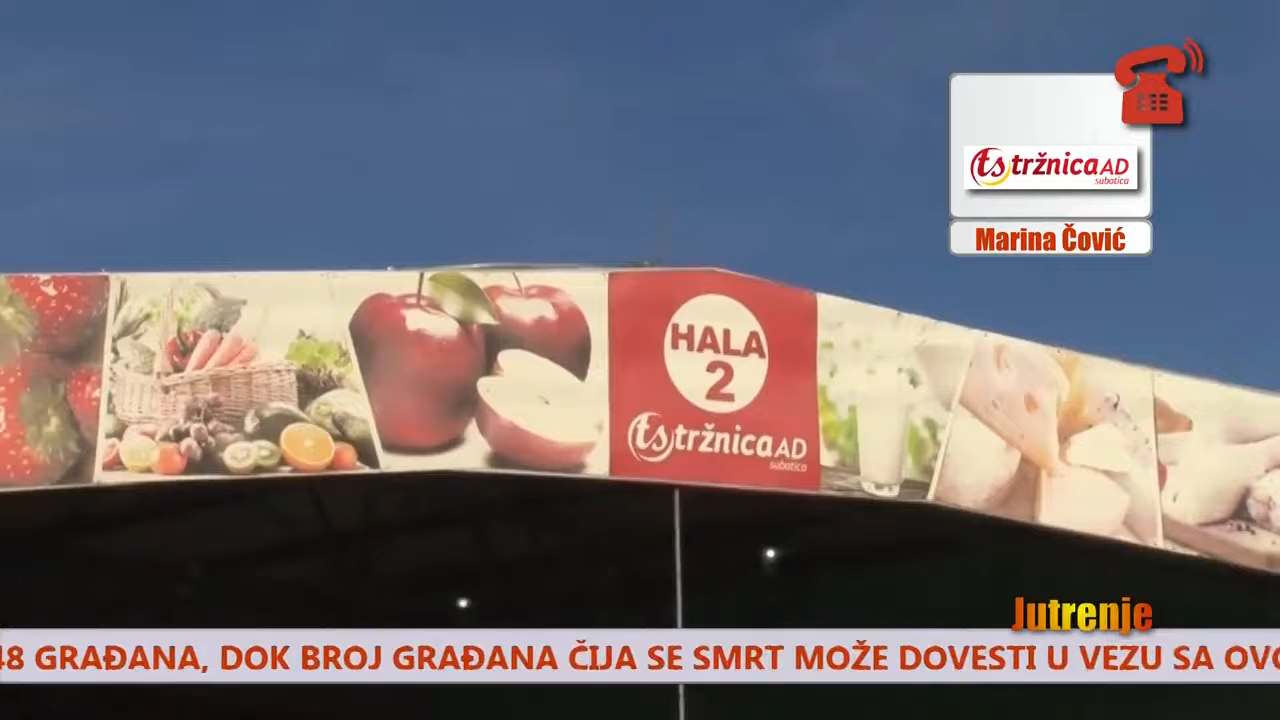 tstržnicaAD
subotica
Marina Čović
HALA
2
tstržnicaAD
subotica
Jutrenje
48 GRAĐANA, DOK BROJ GRAĐANA ČIJA SE SMRT MOŽE DOVESTI U VEZU SA OVO